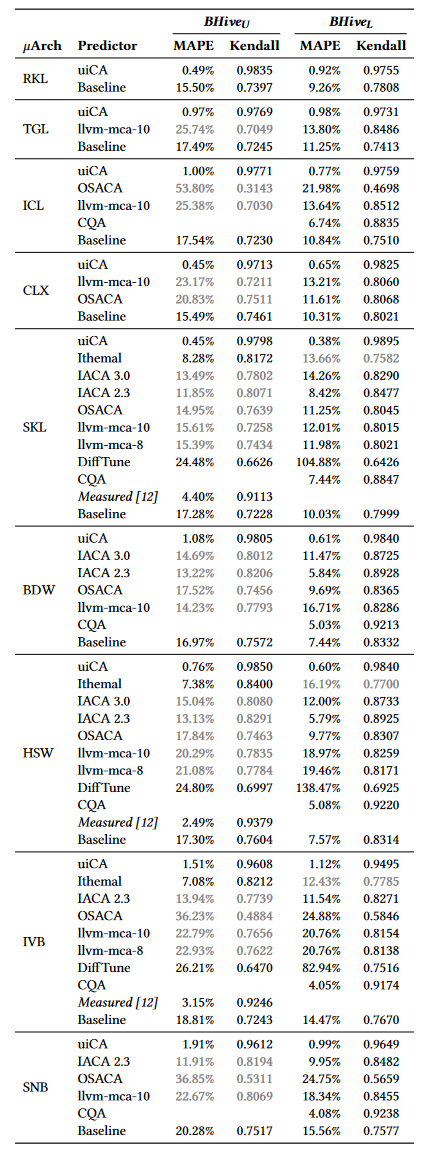 BHiveU BHiveL
μArch Predictor MAPE Kendall MAPE Kendall
RKL
uiCA 0.49% 0.9835 0.92% 0.9755
Baseline 15.50% 0.7397 9.26% 0.7808
TGL
uiCA 0.97% 0.9769 0.98% 0.9731
llvm-mca-10 25.74% 0.7049 13.80% 0.8486
Baseline 17.49% 0.7245 11.25% 0.7413
ICL
uiCA 1.00% 0.9771 0.77% 0.9759
OSACA 53.80% 0.3143 21.98% 0.4698
llvm-mca-10 25.38% 0.7030 13.64% 0.8512
CQA 6.74% 0.8835
Baseline 17.54% 0.7230 10.84% 0.7510
CLX
uiCA 0.45% 0.9713 0.65% 0.9825
llvm-mca-10 23.17% 0.7211 13.21% 0.8060
OSACA 20.83% 0.7511 11.61% 0.8068
Baseline 15.49% 0.7461 10.31% 0.8021
SKL
uiCA 0.45% 0.9798 0.38% 0.9895
Ithemal 8.28% 0.8172 13.66% 0.7582
IACA 3.0 13.49% 0.7802 14.26% 0.8290
IACA 2.3 11.85% 0.8071 8.42% 0.8477
OSACA 14.95% 0.7639 11.25% 0.8045
llvm-mca-10 15.61% 0.7258 12.01% 0.8015
llvm-mca-8 15.39% 0.7434 11.98% 0.8021
DiffTune 24.48% 0.6626 104.88% 0.6426
CQA 7.44% 0.8847
Measured [12] 4.40% 0.9113
Baseline 17.28% 0.7228 10.03% 0.7999
BDW
uiCA 1.08% 0.9805 0.61% 0.9840
IACA 3.0 14.69% 0.8012 11.47% 0.8725
IACA 2.3 13.22% 0.8206 5.84% 0.8928
OSACA 17.52% 0.7456 9.69% 0.8365
llvm-mca-10 14.23% 0.7793 16.71% 0.8286
CQA 5.03% 0.9213
Baseline 16.97% 0.7572 7.44% 0.8332
HSW
uiCA 0.76% 0.9850 0.60% 0.9840
Ithemal 7.38% 0.8400 16.19% 0.7700
IACA 3.0 15.04% 0.8080 12.00% 0.8733
IACA 2.3 13.13% 0.8291 5.79% 0.8925
OSACA 17.84% 0.7463 9.77% 0.8307
llvm-mca-10 20.29% 0.7835 18.97% 0.8259
llvm-mca-8 21.08% 0.7784 19.46% 0.8171
DiffTune 24.80% 0.6997 138.47% 0.6925
CQA 5.08% 0.9220
Measured [12] 2.49% 0.9379
Baseline 17.30% 0.7604 7.57% 0.8314
IVB
uiCA 1.51% 0.9608 1.12% 0.9495
Ithemal 7.08% 0.8212 12.43% 0.7785
IACA 2.3 13.94% 0.7739 11.54% 0.8271
OSACA 36.23% 0.4884 24.88% 0.5846
llvm-mca-10 22.79% 0.7656 20.76% 0.8154
llvm-mca-8 22.93% 0.7622 20.76% 0.8138
DiffTune 26.21% 0.6470 82.94% 0.7516
CQA 4.05% 0.9174
Measured [12] 3.15% 0.9246
Baseline 18.81% 0.7243 14.47% 0.7670
SNB
uiCA 1.91% 0.9612 0.99% 0.9649
IACA 2.3 11.91% 0.8194 9.95% 0.8482
OSACA 36.85% 0.5311 24.75% 0.5659
llvm-mca-10 22.67% 0.8069 18.34% 0.8455
CQA 4.08% 0.9238
Baseline 20.28% 0.7517 15.56% 0.7577